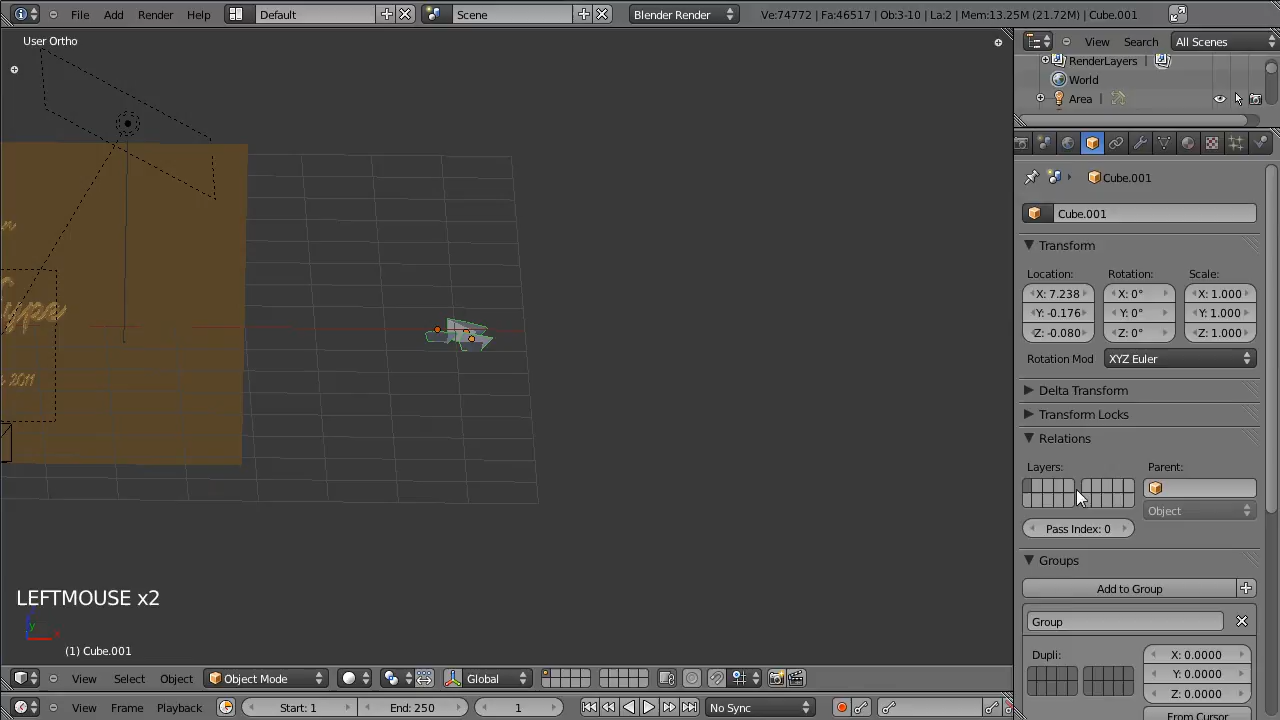 File Add Render Help Default Scene Blender Render Ve:74772 | Fa:46517 | Ob:3-10 | La:2 | Mem:13.25M (21.72M) | Cube.001
User Ortho
View Search All Scenes
RenderLayers |
World
Area |
Cube.001
Cube.001
Transform
Location: Rotation: Scale:
X: 7.238 X: 0° X: 1.000
Y: -0.176 Y: 0° Y: 1.000
Z: -0.080 Z: 0° Z: 1.000
Rotation Mod XYZ Euler
Delta Transform
Transform Locks
Relations
Layers: Parent:
Object
Pass Index: 0
Groups
Add to Group
Group
Dupli: X: 0.0000
Y: 0.0000
Z: 0.0000
From Cursor
2011
LEFTMOUSE x2
y x
(1) Cube.001
View Select Object Object Mode Global
View Frame Playback Start: 1 End: 250 1 No Sync